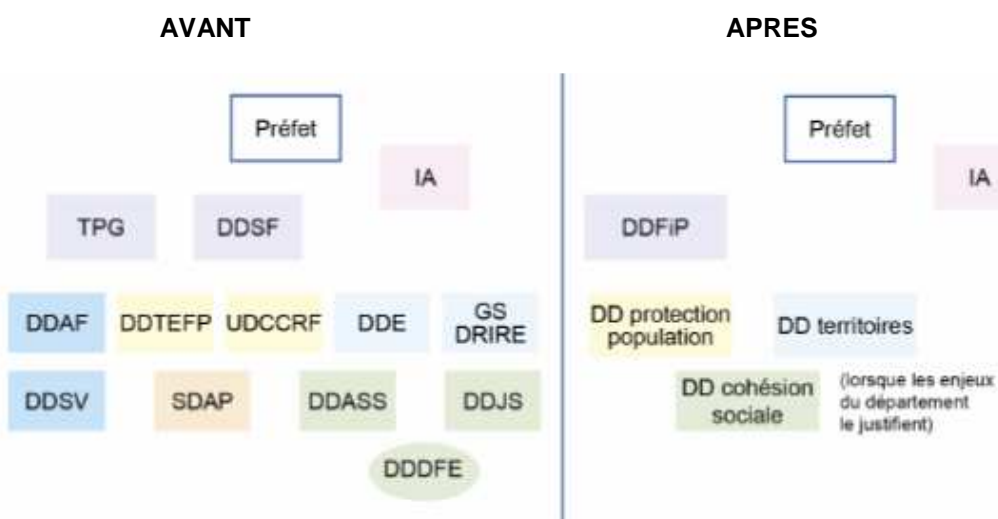 AVANT
APRES
Préfet
IA
TPG
DDSF
DDAF
DDTEFP
UDCCRF
DDE
GS
DRIRE
DDSV
SDAP
DDASS
DDJS
DDDFE
Préfet
IA
DDFiP
DD protection
population
DD territoires
DD cohésion
sociale
(lorsque les enjeux
du département
le justifient)